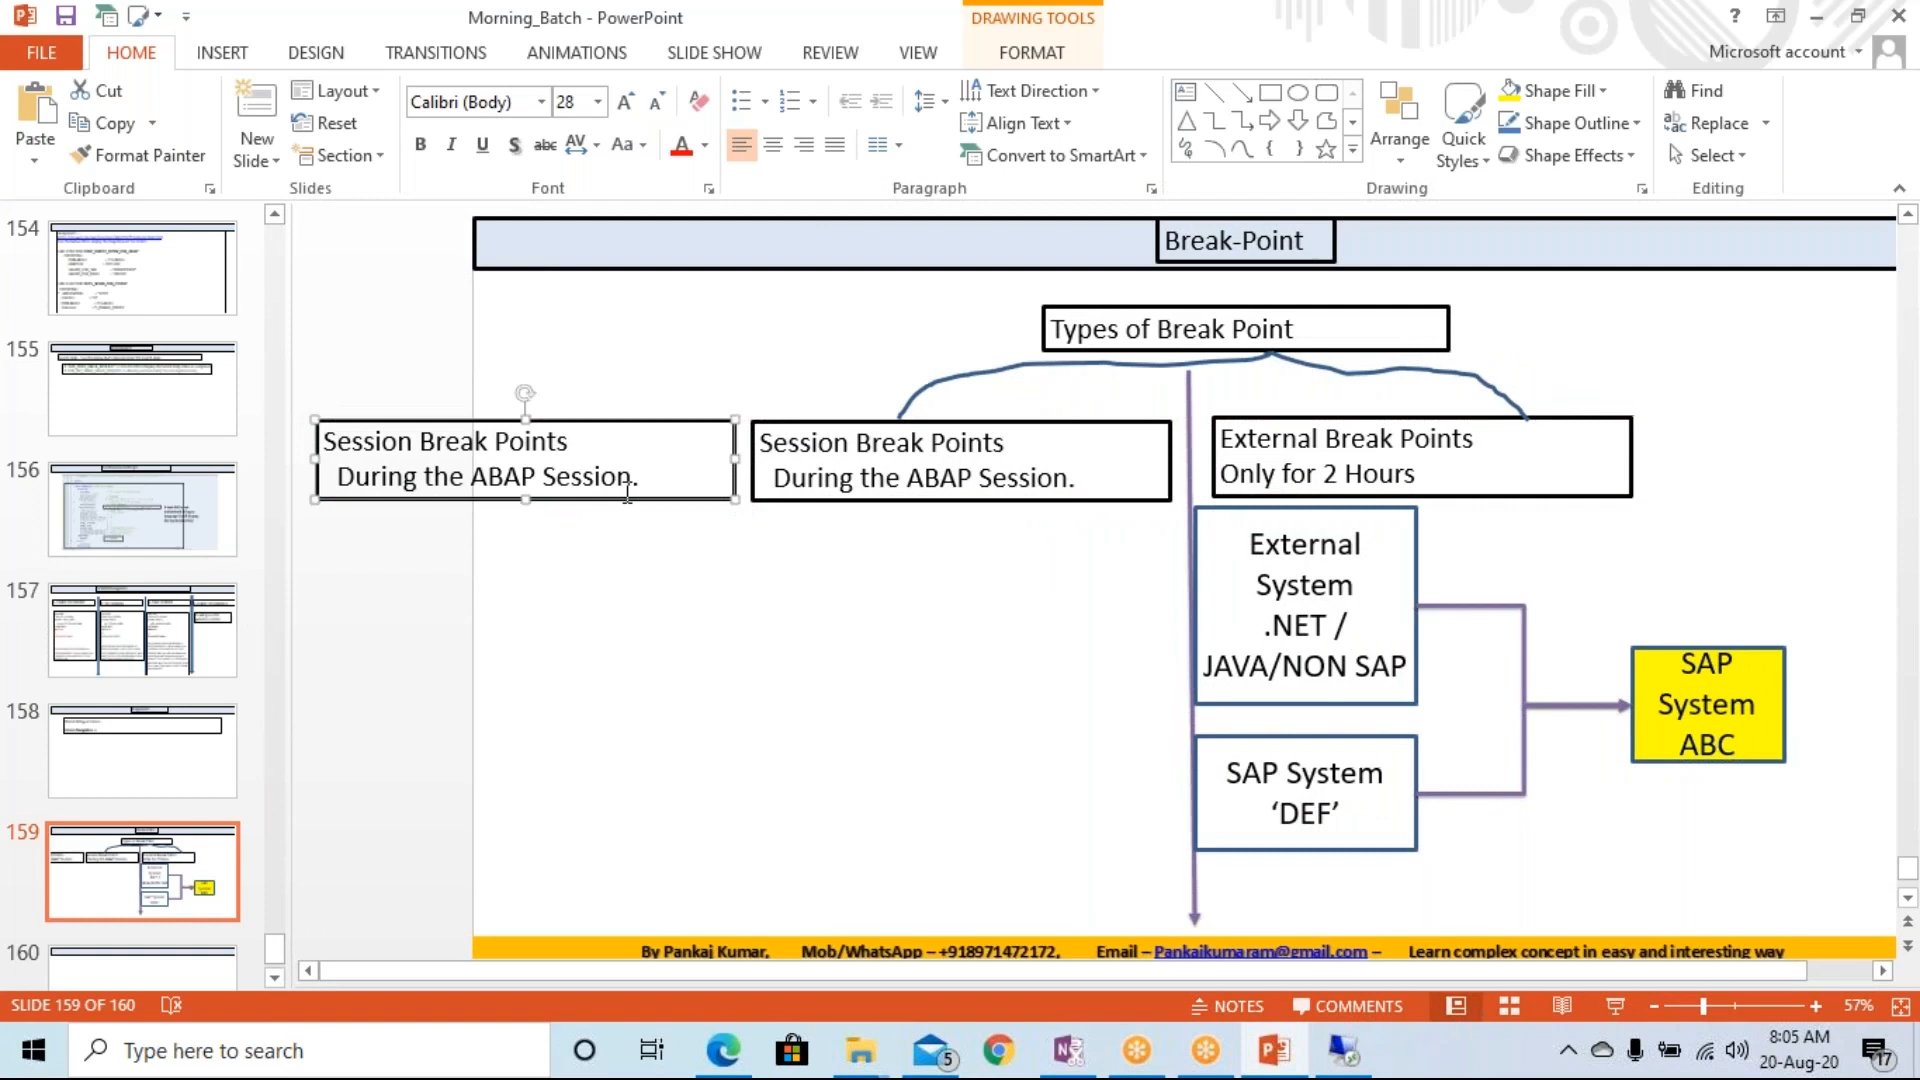 Morning_Batch - PowerPoint
DRAWING TOOLS
?
FILE
HOME
INSERT
DESIGN
TRANSITIONS
ANIMATIONS
SLIDE SHOW
REVIEW
VIEW
FORMAT
Microsoft account
Paste
Cut
Copy
Format Painter
Clipboard
New
Slide
Layout
Reset
Section
Slides
Calibri (Body)
28
B I U S abc AV Aa A
Font
Text Direction
Align Text
Convert to SmartArt
Paragraph
Arrange
Quick
Styles
Shape Fill
Shape Outline
Shape Effects
Drawing
Find
Replace
Select
Editing
154
155
156
157
158
159
160
Break-Point
Types of Break Point
Session Break Points
During the ABAP Session.
Session Break Points
During the ABAP Session.
External Break Points
Only for 2 Hours
External
System
.NET /
JAVA/NON SAP
SAP System
‘DEF’
SAP
System
ABC
By Pankaj Kumar, Mob/WhatsApp – +918971472172, Email – Pankajkumaram@gmail.com – Learn complex concept in easy and interesting way
SLIDE 159 OF 160
NOTES
COMMENTS
57%
Type here to search
5
8:05 AM
20-Aug-20
17